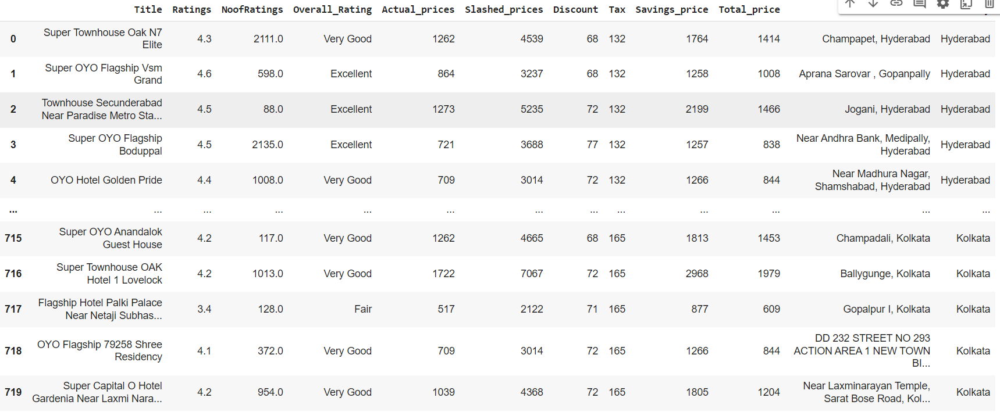 Title Ratings NoofRatings Overall_Rating Actual_prices Slashed_prices Discount Tax Savings_price Total_price
0 Super Townhouse Oak N7 Elite 4.3 2111.0 Very Good 1262 4539 68 132 1764 1414 Champapet, Hyderabad Hyderabad
1 Super OYO Flagship Vsm Grand 4.6 598.0 Excellent 864 3237 68 132 1258 1008 Aprana Sarovar , Gopanpally Hyderabad
2 Townhouse Secunderabad Near Paradise Metro Sta... 4.5 88.0 Excellent 1273 5235 72 132 2199 1466 Jogani, Hyderabad Hyderabad
3 Super OYO Flagship Boduppal 4.5 2135.0 Excellent 721 3688 77 132 1257 838 Near Andhra Bank, Medipally, Hyderabad Hyderabad
4 OYO Hotel Golden Pride 4.4 1008.0 Very Good 709 3014 72 132 1266 844 Near Madhura Nagar, Shamshabad, Hyderabad Hyderabad
... ... ... ... ... ... ... ... ... ... ... ... ...
715 Super OYO Anandalok Guest House 4.2 117.0 Very Good 1262 4665 68 165 1813 1453 Champadali, Kolkata Kolkata
716 Super Townhouse OAK Hotel 1 Lovelock 4.2 1013.0 Very Good 1722 7067 72 165 2968 1979 Ballygunge, Kolkata Kolkata
717 Flagship Hotel Palki Palace Near Netaji Subhas... 3.4 128.0 Fair 517 2122 71 165 877 609 Gopalpur I, Kolkata Kolkata
718 OYO Flagship 79258 Shree Residency 4.1 372.0 Very Good 709 3014 72 165 1266 844 DD 232 STREET NO 293 ACTION AREA 1 NEW TOWN BI... Kolkata
719 Super Capital O Hotel Gardenia Near Laxmi Nara... 4.2 954.0 Very Good 1039 4368 72 165 1805 1204 Near Laxminarayan Temple, Sarat Bose Road, Kol... Kolkata